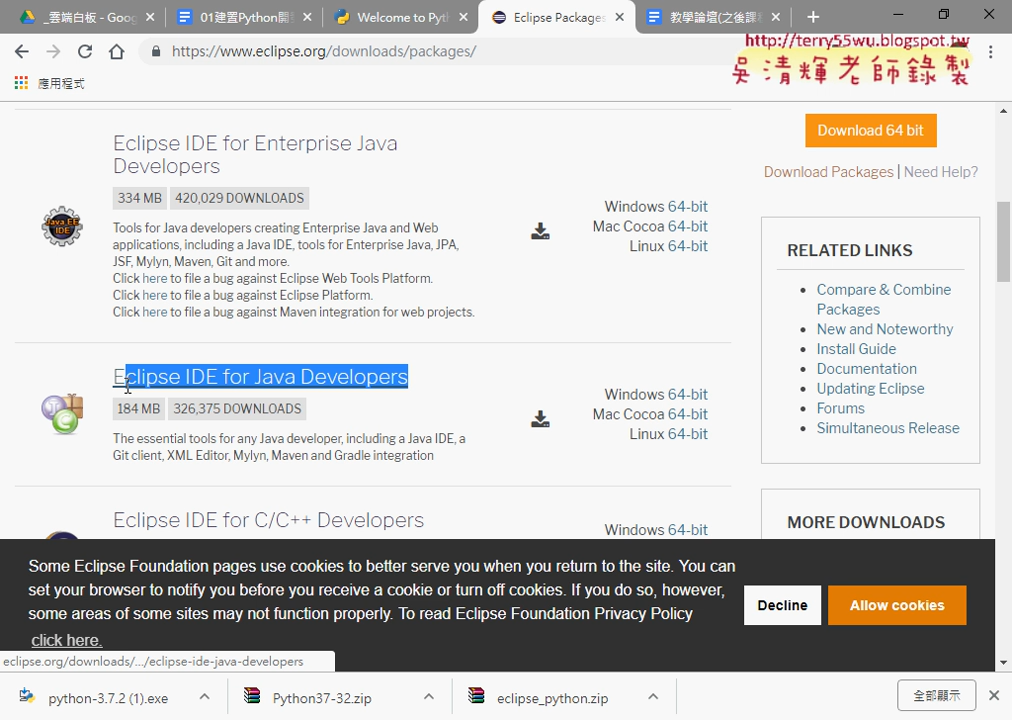 _雲端白板 - Goog
01建置Python開
Welcome to Pyt
Eclipse Packages
教學論壇(之後課
https://www.eclipse.org/downloads/packages/
http://terry55wu.blogspot.tw
吳清輝老師錄製
應用程式
Eclipse IDE for Enterprise Java
Developers
334 MB 420,029 DOWNLOADS
Tools for Java developers creating Enterprise Java and Web
applications, including a Java IDE, tools for Enterprise Java, JPA,
JSF, Mylyn, Maven, Git and more.
Click here to file a bug against Eclipse Web Tools Platform.
Click here to file a bug against Eclipse Platform.
Click here to file a bug against Maven integration for web projects.
Java EE
IDE
Windows 64-bit
Mac Cocoa 64-bit
Linux 64-bit
Eclipse IDE for Java Developers
184 MB 326,375 DOWNLOADS
The essential tools for any Java developer, including a Java IDE, a
Git client, XML Editor, Mylyn, Maven and Gradle integration
Windows 64-bit
Mac Cocoa 64-bit
Linux 64-bit
Eclipse IDE for C/C++ Developers
Windows 64-bit
Download 64 bit
Download Packages | Need Help?
RELATED LINKS
Compare & Combine
Packages
New and Noteworthy
Install Guide
Documentation
Updating Eclipse
Forums
Simultaneous Release
MORE DOWNLOADS
Some Eclipse Foundation pages use cookies to better serve you when you return to the site. You can
set your browser to notify you before you receive a cookie or turn off cookies. If you do so, however,
some areas of some sites may not function properly. To read Eclipse Foundation Privacy Policy
click here.
Decline
Allow cookies
eclipse.org/downloads/.../eclipse-ide-java-developers
python-3.7.2 (1).exe
Python37-32.zip
eclipse_python.zip
全部顯示